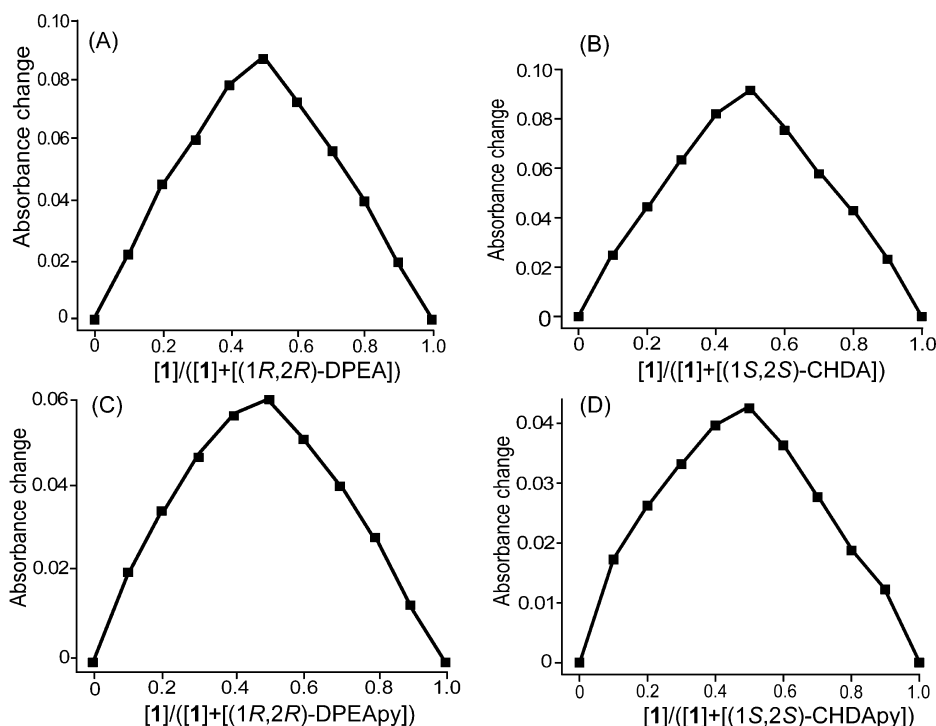 (A)
Absorbance change
0.10
0.08
0.06
0.04
0.02
0
0 0.2 0.4 0.6 0.8 1.0
[1]/([1]+[(1R,2R)-DPEA])
(B)
Absorbance change
0.10
0.08
0.06
0.04
0.02
0
0 0.2 0.4 0.6 0.8 1.0
[1]/([1]+[(1S,2S)-CHDA])
(C)
Absorbance change
0.06
0.04
0.02
0
0 0.2 0.4 0.6 0.8 1.0
[1]/([1]+[(1R,2R)-DPEApy])
(D)
Absorbance change
0.04
0.03
0.02
0.01
0
0 0.2 0.4 0.6 0.8 1.0
[1]/([1]+[(1S,2S)-CHDApy])